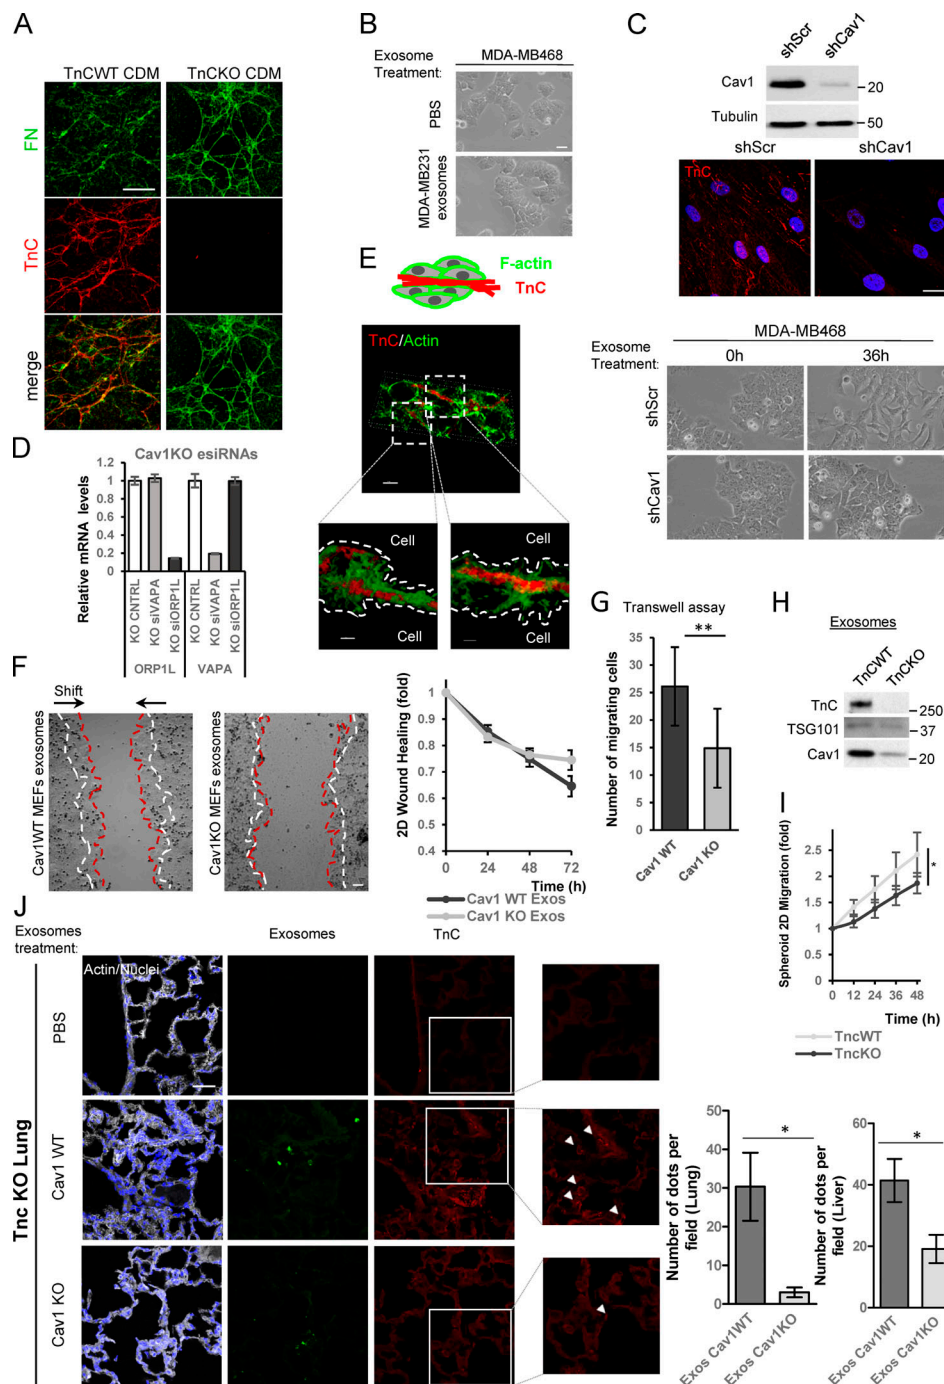 A
TnCWT CDM
TnCKO CDM
FN
TnC
merge
B
Exosome
Treatment:
MDA-MB468
PBS
MDA-MB231
exosomes
C
shScr
shCav1
Cav1
20
Tubulin
50
shScr
shCav1
TnC
MDA-MB468
Exosome
Treatment:
0h
36h
shScr
shCav1
D
Cav1KO esiRNAs
Relative mRNA levels
1.2
1
0.8
0.6
0.4
0.2
0
KO CNTRL
KO siVAPA
KO siORP1L
KO CNTRL
KO siVAPA
KO siORP1L
ORP1L
VAPA
E
F-actin
TnC
TnC/Actin
Cell
Cell
Cell
Cell
F
Shift
Cav1WT MEFs exosomes
Cav1KO MEFs exosomes
2D Wound Healing (fold)
1
0.9
0.8
0.7
0.6
0.5
0.4
0
24
48
72
Time (h)
Cav1 WT Exos
Cav1 KO Exos
G
Transwell assay
Number of migrating cells
35
30
25
20
15
10
5
0
**
Cav1 WT
Cav1 KO
H
Exosomes
TnCWT
TnCKO
TnC
250
TSG101
37
Cav1
20
I
Spheroid 2D Migration (fold)
2.5
2
1.5
1
0
*
0
12
24
36
48
Time (h)
TncWT
TncKO
J
Exosomes
treatment:
Exosomes
TnC
Actin/Nuclei
Tnc KO Lung
PBS
Cav1 WT
Cav1 KO
Number of dots per
field (Lung)
50
40
30
20
10
0
*
Exos Cav1WT
Exos Cav1KO
Number of dots per
field (Liver)
60
40
20
0
*
Exos Cav1WT
Exos Cav1KO